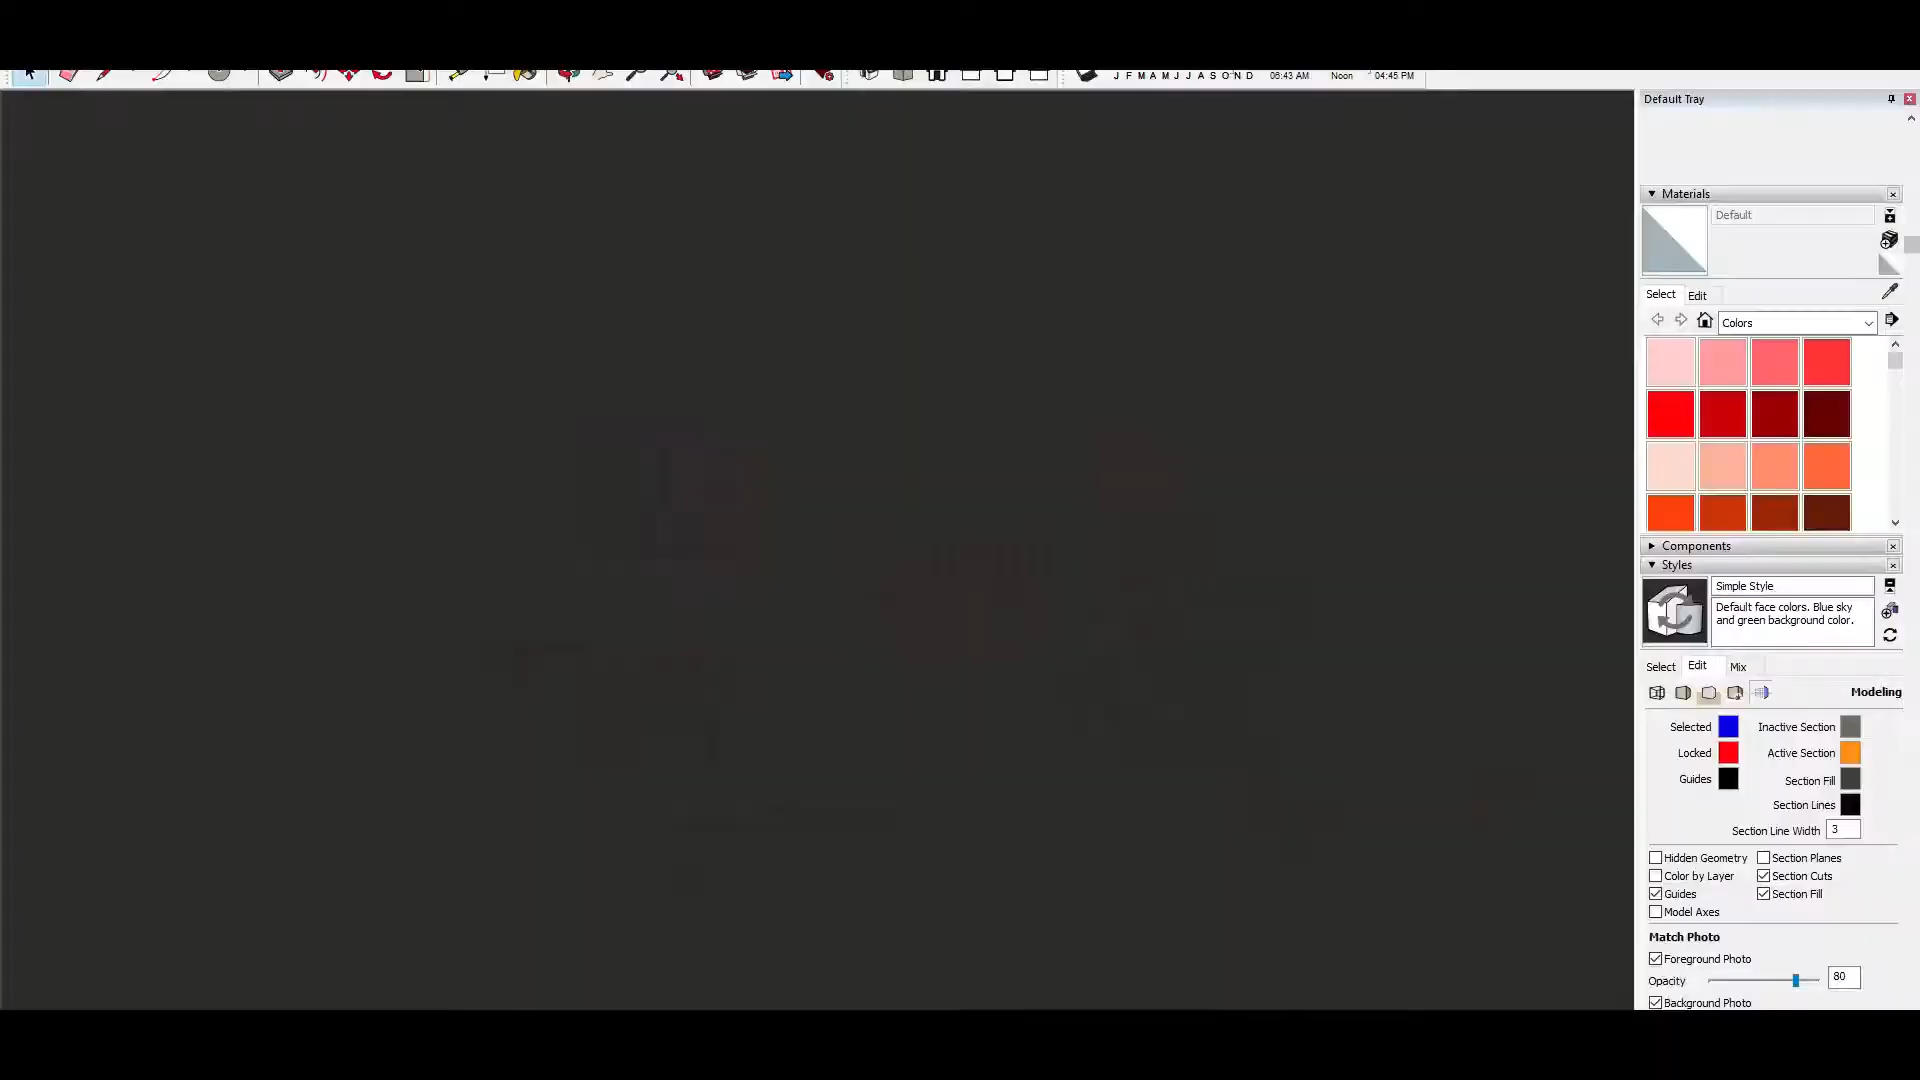 J F M A M J J A S O N D 06:43 AM Noon 04:45 PM
Default Tray
Materials
Default
Select Edit
Colors
Components
Styles
Simple Style
Default face colors. Blue sky
and green background color.
Select Edit Mix
Modeling
Selected Inactive Section
Locked Active Section
Guides Section Fill
Section Lines
Section Line Width 3
Hidden Geometry Section Planes
Color by Layer Section Cuts
Guides Section Fill
Model Axes
Match Photo
Foreground Photo
Opacity 80
Background Photo